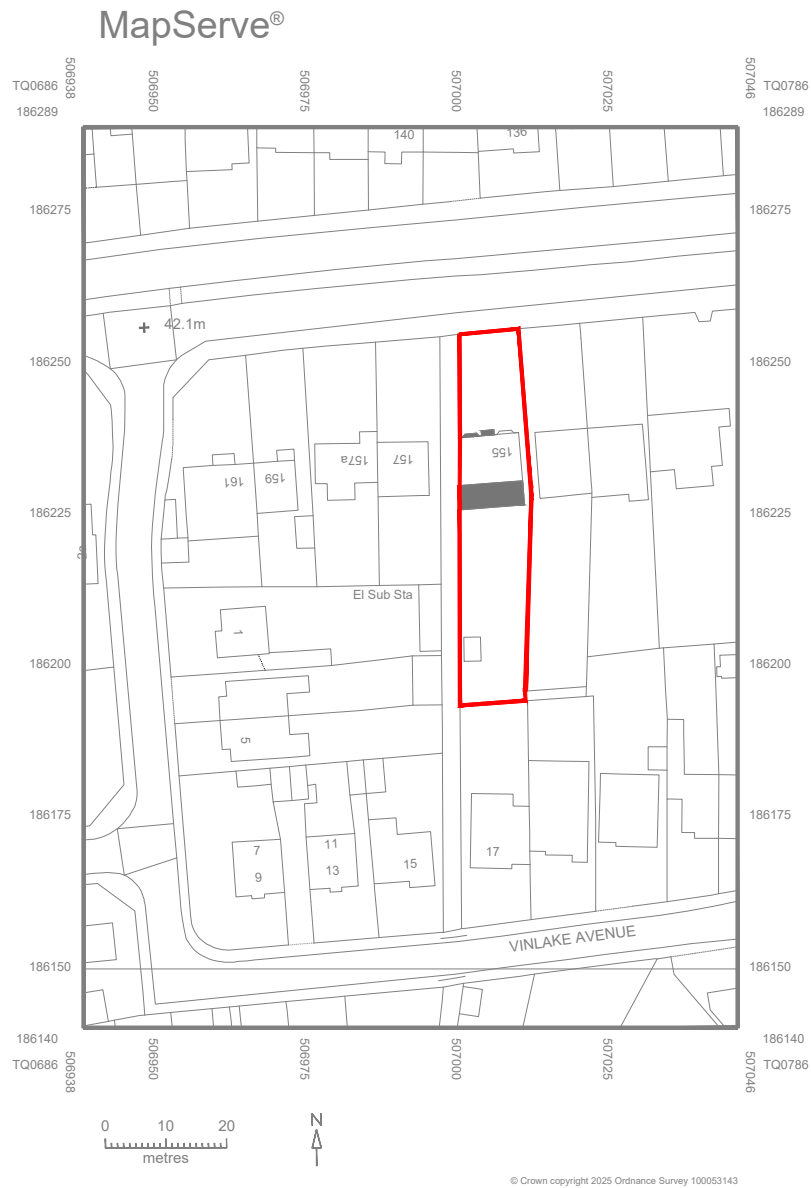 MapServe®
506938 506950 506975 507000 507025 507046
TQ0686 TQ0786
186289 186289
140 136
186275 186275
42.1m
186250 186250
161 159 157a 157 155
186225 186225
El Sub Sta
1
186200 186200
5
186175 186175
7 11
9 13 15 17
VINLAKE AVENUE
186150 186150
186140 186140
TQ0686 TQ0786
506938 506950 506975 507000 507025 507046
0 10 20
metres
N
© Crown copyright 2025 Ordnance Survey 100053143